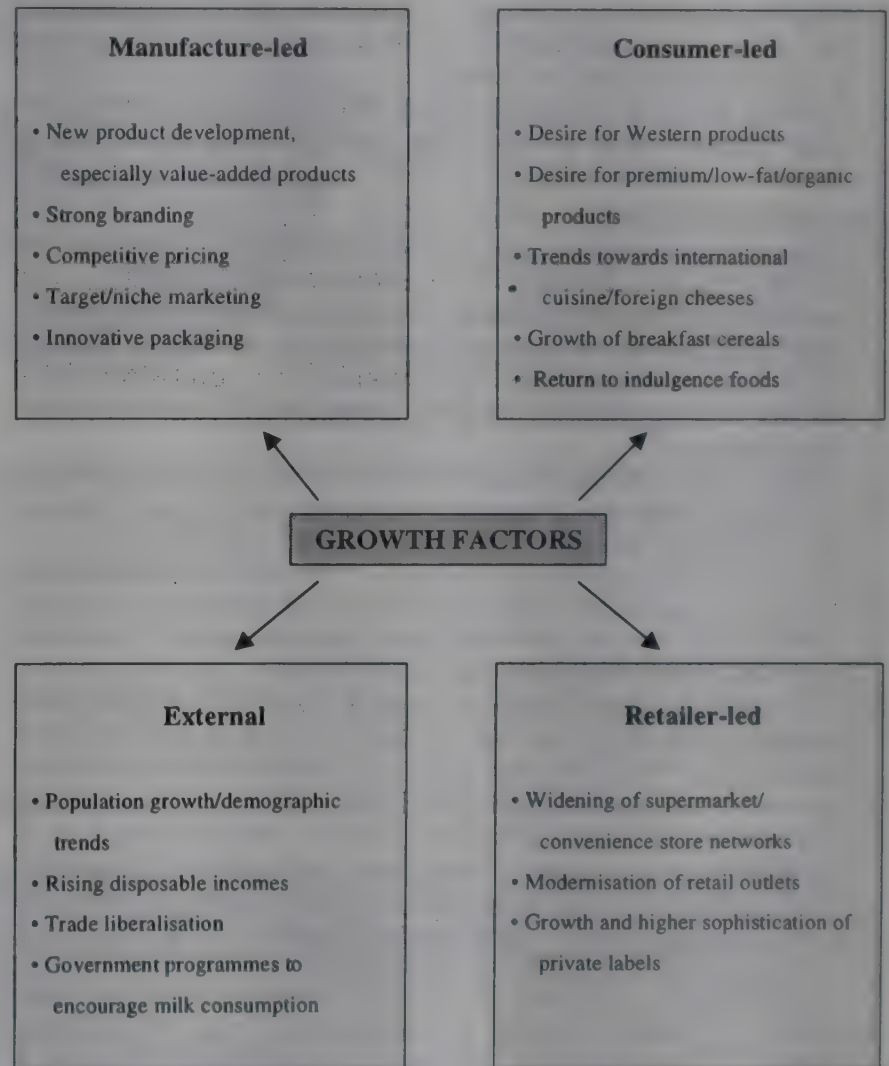 Manufacture-led
• New product development,
especially value-added products
• Strong branding
• Competitive pricing
• Target/niche marketing
• Innovative packaging
Consumer-led
• Desire for Western products
• Desire for premium/low-fat/organic
products
• Trends towards international
cuisine/foreign cheeses
• Growth of breakfast cereals
• Return to indulgence foods
GROWTH FACTORS
External
• Population growth/demographic
trends
• Rising disposable incomes
• Trade liberalisation
• Government programmes to
encourage milk consumption
Retailer-led
• Widening of supermarket/
convenience store networks
• Modernisation of retail outlets
• Growth and higher sophistication of
private labels